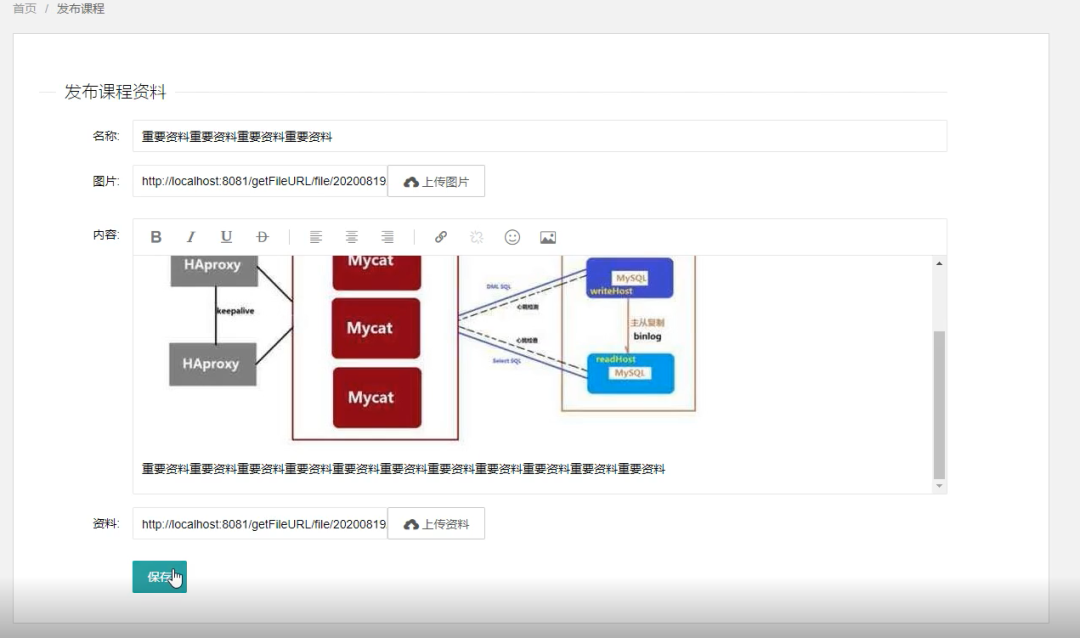 首页 / 发布课程
发布课程资料
名称:
重要资料重要资料重要资料重要资料
图片:
http://localhost:8081/getFileURL/file/20200819
上传图片
内容:
B I U D
HAproxy
keepalive
HAproxy
Mycat
Mycat
Mycat
DML SQL
心跳检测
心跳检查
Select SQL
MySQL
writeHost
主从复制
binlog
readHost
MySQL
重要资料重要资料重要资料重要资料重要资料重要资料重要资料重要资料重要资料重要资料重要资料
资料:
http://localhost:8081/getFileURL/file/20200819
上传资料
保存